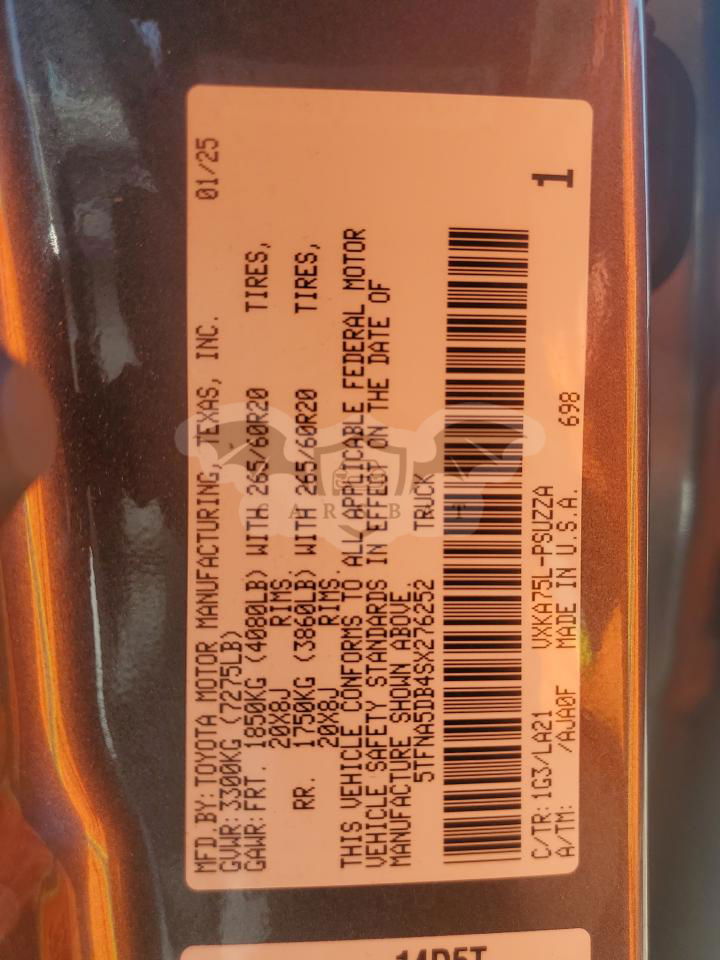 MFD.BY:TOYOTA MOTOR MANUFACTURING, TEXAS, INC. 01/25
GVWR:3300KG (7275LB)
GAWR:FRT. 1850KG (4080LB) WITH 265/60R20 TIRES,
20X8J RIMS.
RR. 1750KG (3860LB) WITH 265/60R20 TIRES,
20X8J RIMS.
THIS VEHICLE CONFORMS TO ALL APPLICABLE FEDERAL MOTOR
VEHICLE SAFETY STANDARDS IN EFFECT ON THE DATE OF
MANUFACTURE SHOWN ABOVE
5TFNA5DB4SX276252 TRUCK
C/TR: 1G3/LA21 VXKA75L-PSUZZA 1
A/TM: /AJA0F MADE IN U.S.A. 698
14D5T